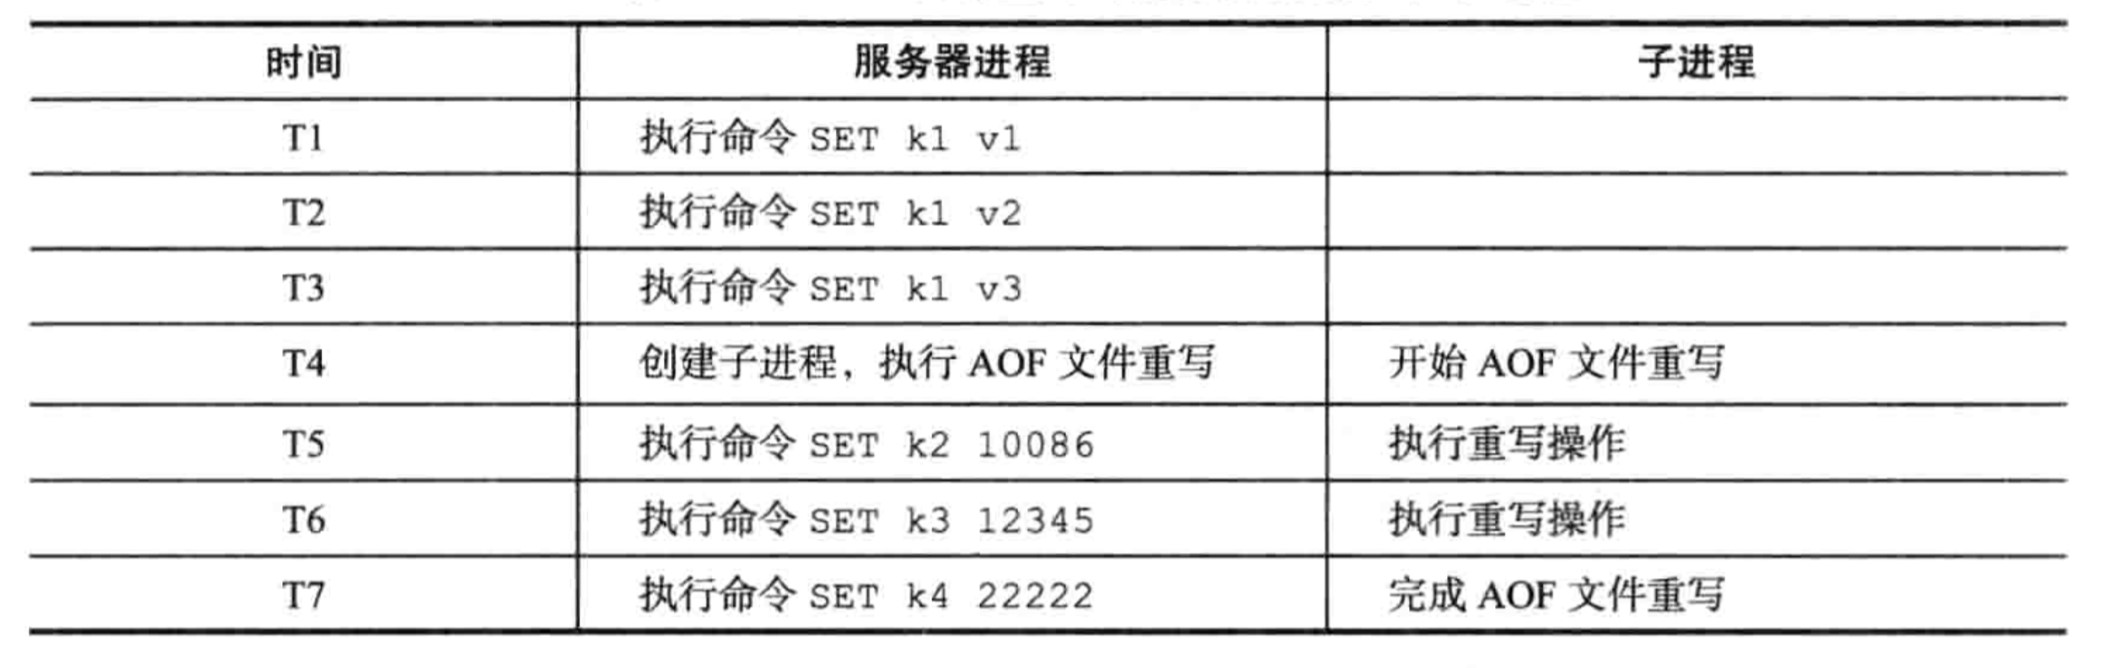 时间 服务器进程 子进程
T1 执行命令 SET k1 v1
T2 执行命令 SET k1 v2
T3 执行命令 SET k1 v3
T4 创建子进程，执行 AOF 文件重写 开始 AOF 文件重写
T5 执行命令 SET k2 10086 执行重写操作
T6 执行命令 SET k3 12345 执行重写操作
T7 执行命令 SET k4 22222 完成 AOF 文件重写